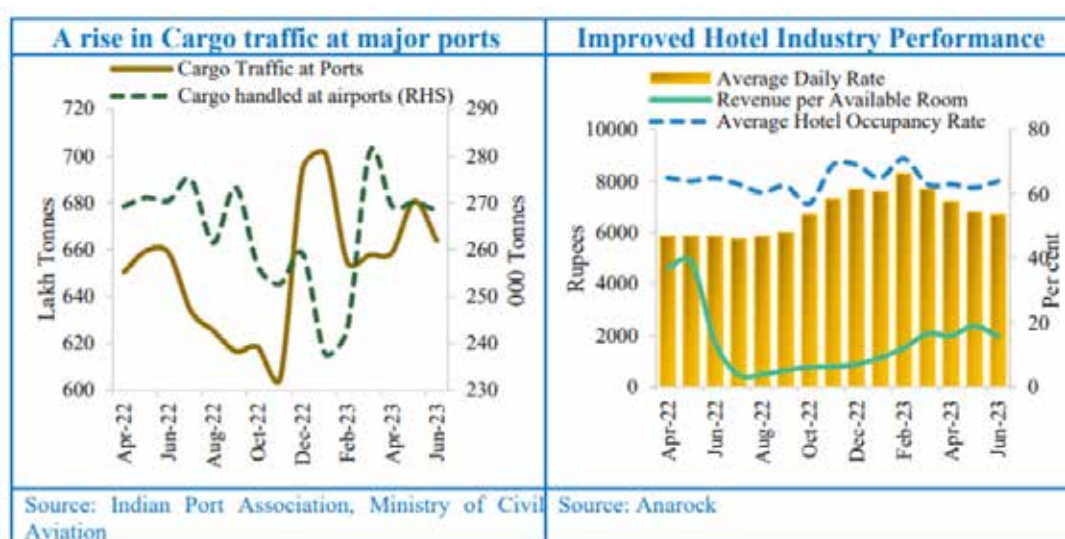 A rise in Cargo traffic at major ports
Cargo Traffic at Ports
Cargo handled at airports (RHS)
720
700
680
660
640
620
600
Lakh Tonnes
290
280
270
260
250
240
230
000 Tonnes
Apr-22
Jun-22
Aug-22
Oct-22
Dec-22
Feb-23
Apr-23
Jun-23
Source: Indian Port Association, Ministry of Civil
Aviation
Improved Hotel Industry Performance
Average Daily Rate
Revenue per Available Room
Average Hotel Occupancy Rate
10000
8000
6000
4000
2000
0
Rupees
80
60
40
20
0
Per cent
Apr-22
Jun-22
Aug-22
Oct-22
Dec-22
Feb-23
Apr-23
Jun-23
Source: Anarock